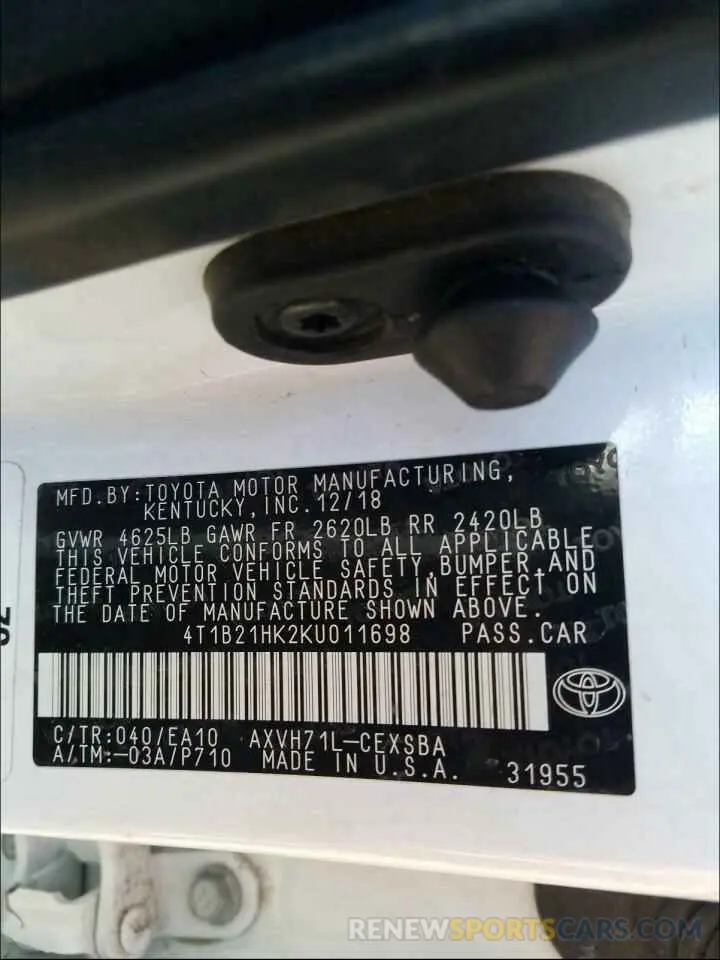 MFD. BY: TOYOTA MOTOR MANUFACTURING,
KENTUCKY, INC. 12/18
GVWR 4625LB GAWR FR 2620LB RR 2420LB
THIS VEHICLE CONFORMS TO ALL APPLICABLE
FEDERAL MOTOR VEHICLE SAFETY, BUMPER, AND
THEFT PREVENTION STANDARDS IN EFFECT ON
THE DATE OF MANUFACTURE SHOWN ABOVE.
4T1B21HK2KU011698 PASS.CAR
C/TR:040/EA10 AXVH71L-CEXSBA
A/TM:-03A/P710 MADE IN U.S.A. 31955
RENEWSPORTSCARS.COM